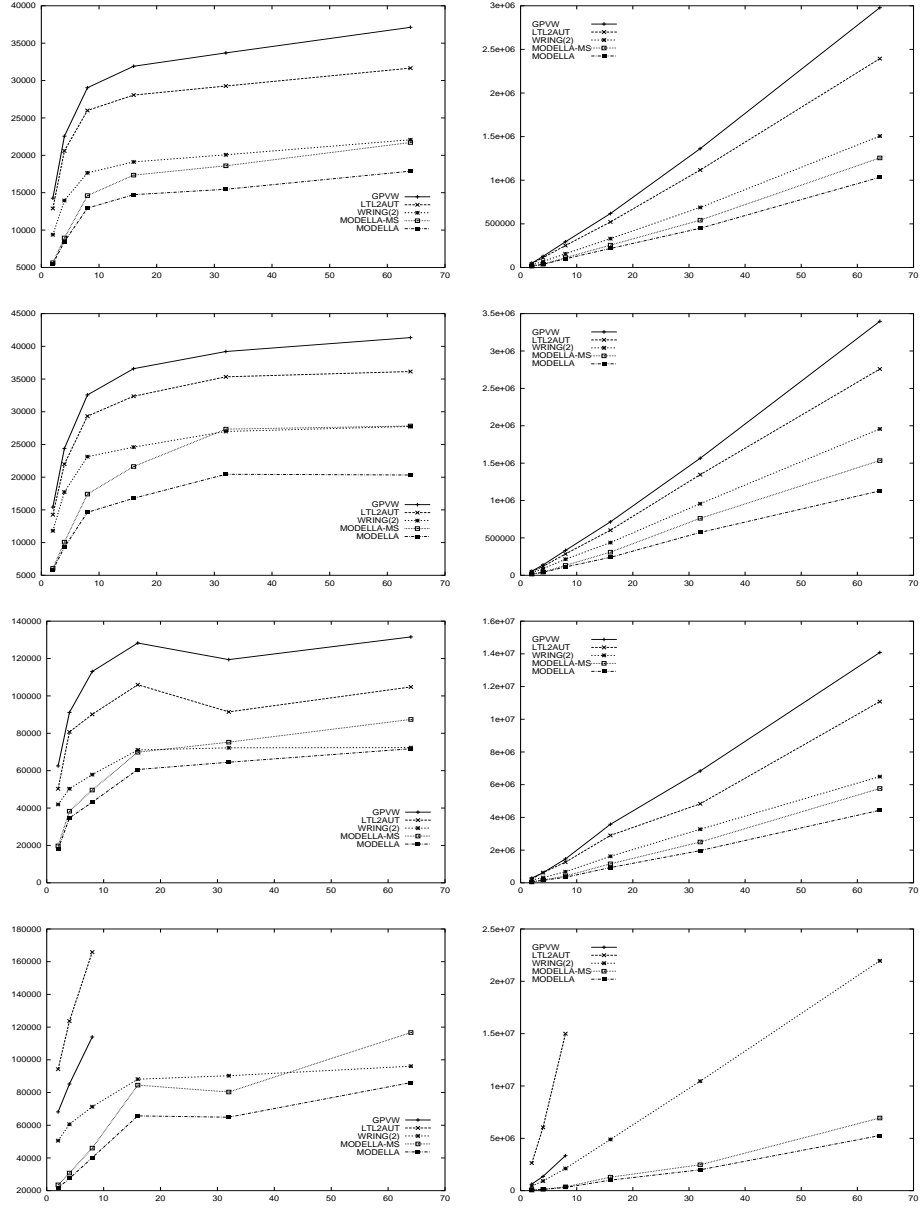 40000
35000
30000
25000
20000
15000
10000
5000
GPVW
LTL2AUT
WRING(2)
MODELLA-MS
MODELLA
0 10 20 30 40 50 60 70
3e+06
2.5e+06
2e+06
1.5e+06
1e+06
500000
0
GPVW
LTL2AUT
WRING(2)
MODELLA-MS
MODELLA
0 10 20 30 40 50 60 70
45000
40000
35000
30000
25000
20000
15000
10000
5000
GPVW
LTL2AUT
WRING(2)
MODELLA-MS
MODELLA
0 10 20 30 40 50 60 70
3.5e+06
3e+06
2.5e+06
2e+06
1.5e+06
1e+06
500000
0
GPVW
LTL2AUT
WRING(2)
MODELLA-MS
MODELLA
0 10 20 30 40 50 60 70
140000
120000
100000
80000
60000
40000
20000
0
GPVW
LTL2AUT
WRING(2)
MODELLA-MS
MODELLA
0 10 20 30 40 50 60 70
1.6e+07
1.4e+07
1.2e+07
1e+07
8e+06
6e+06
4e+06
2e+06
0
GPVW
LTL2AUT
WRING(2)
MODELLA-MS
MODELLA
0 10 20 30 40 50 60 70
180000
160000
140000
120000
100000
80000
60000
40000
20000
GPVW
LTL2AUT
WRING(2)
MODELLA-MS
MODELLA
0 10 20 30 40 50 60 70
2.5e+07
2e+07
1.5e+07
1e+07
5e+06
0
GPVW
LTL2AUT
WRING(2)
MODELLA-MS
MODELLA
0 10 20 30 40 50 60 70